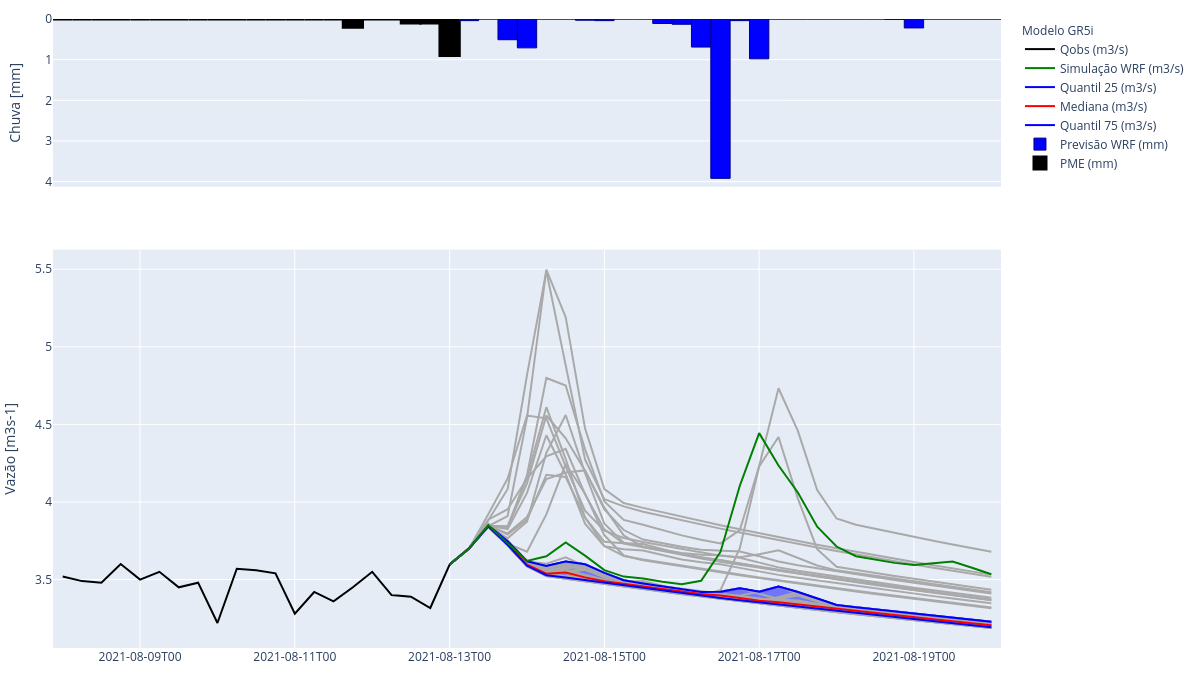 0
1
2
3
4
Chuva [mm]
Modelo GR5i
Qobs (m3/s)
Simulação WRF (m3/s)
Quantil 25 (m3/s)
Mediana (m3/s)
Quantil 75 (m3/s)
Previsão WRF (mm)
PME (mm)
5.5
5
4.5
4
3.5
Vazão [m3s-1]
2021-08-09T00 2021-08-11T00 2021-08-13T00 2021-08-15T00 2021-08-17T00 2021-08-19T00